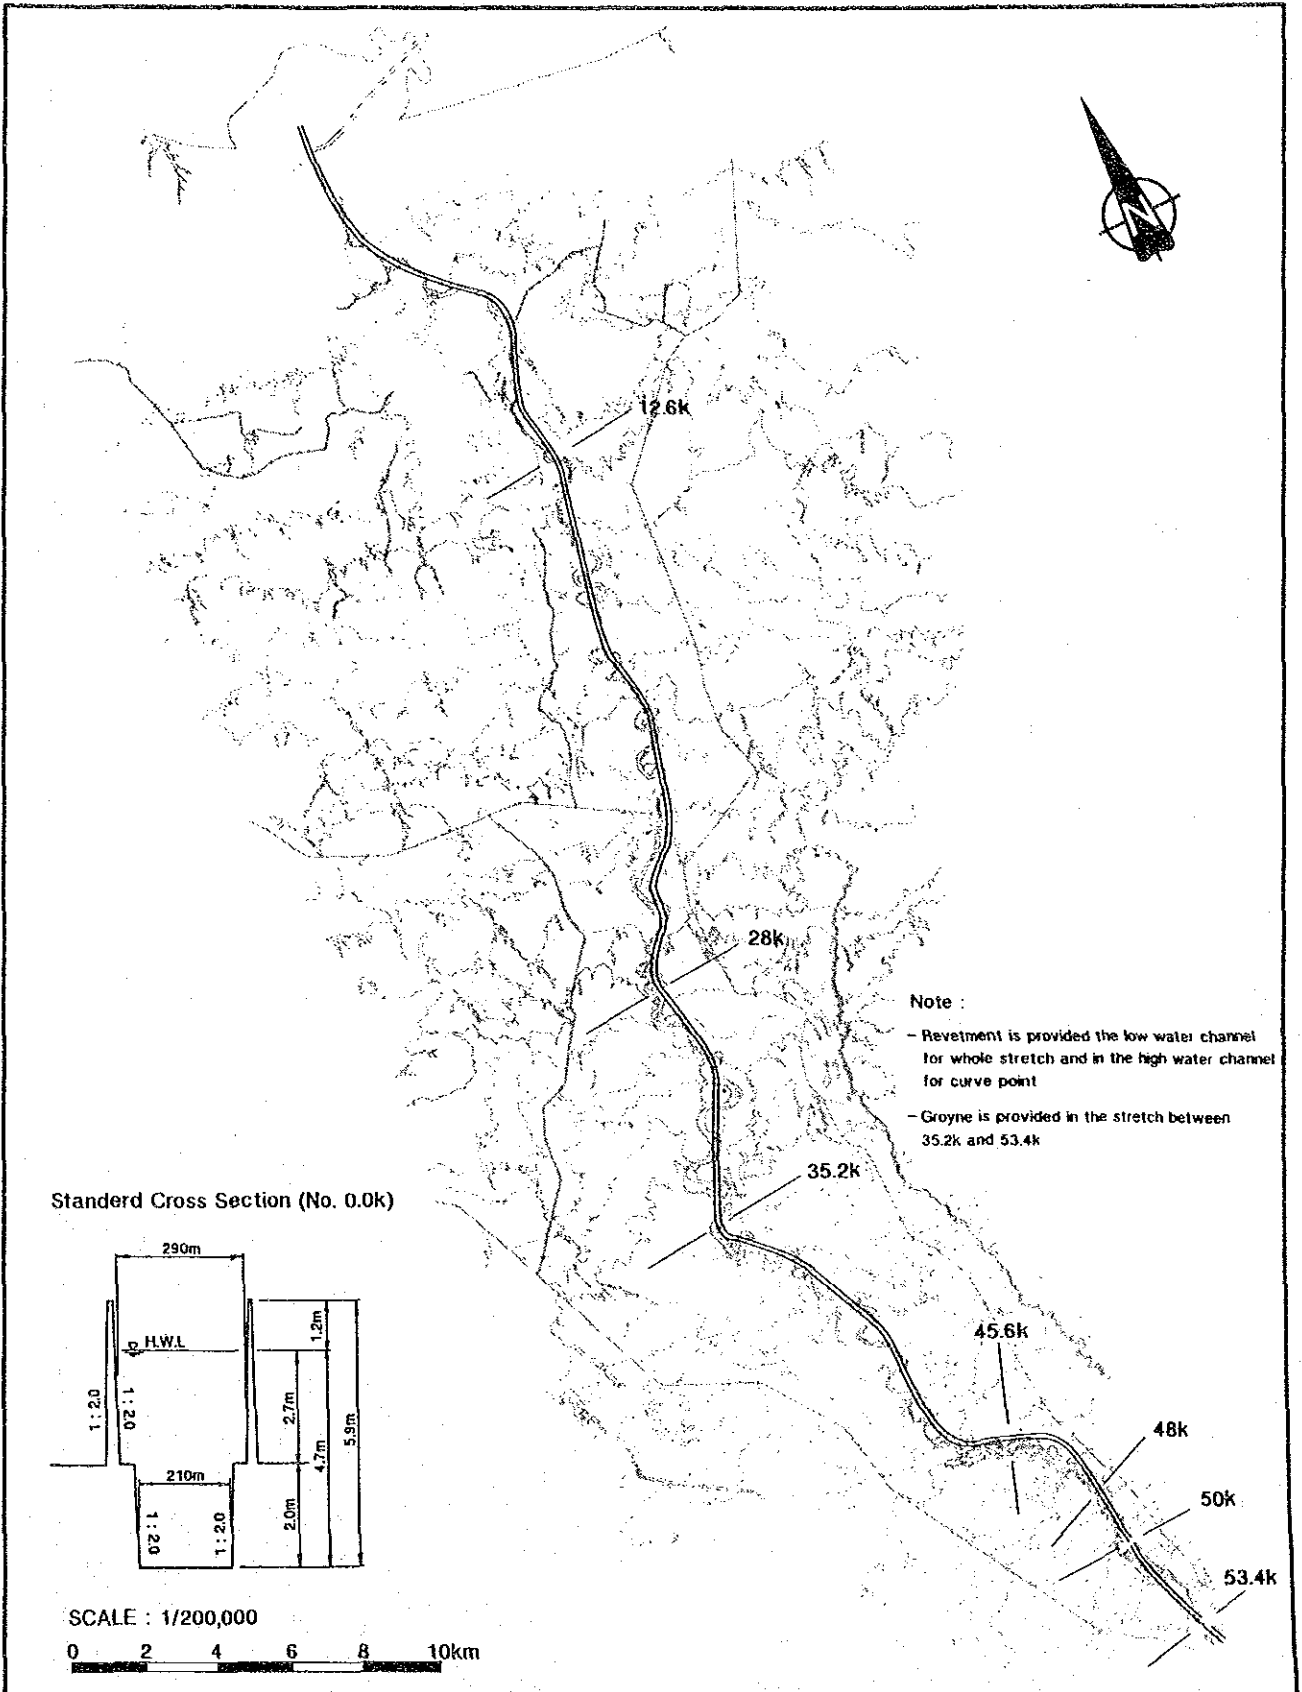 N
12.6k
28k
Note :
- Revetment is provided the low water channel
for whole stretch and in the high water channel
for curve point
- Groyne is provided in the stretch between
35.2k and 53.4k
35.2k
Standerd Cross Section (No. 0.0k)
290m
H.W.L
1.2m
1 : 2.0
1 : 2.0
2.7m
4.7m
5.9m
210m
1 : 2.0
1 : 2.0
2.0m
45.6k
48k
50k
53.4k
SCALE : 1/200,000
0 2 4 6 8 10km